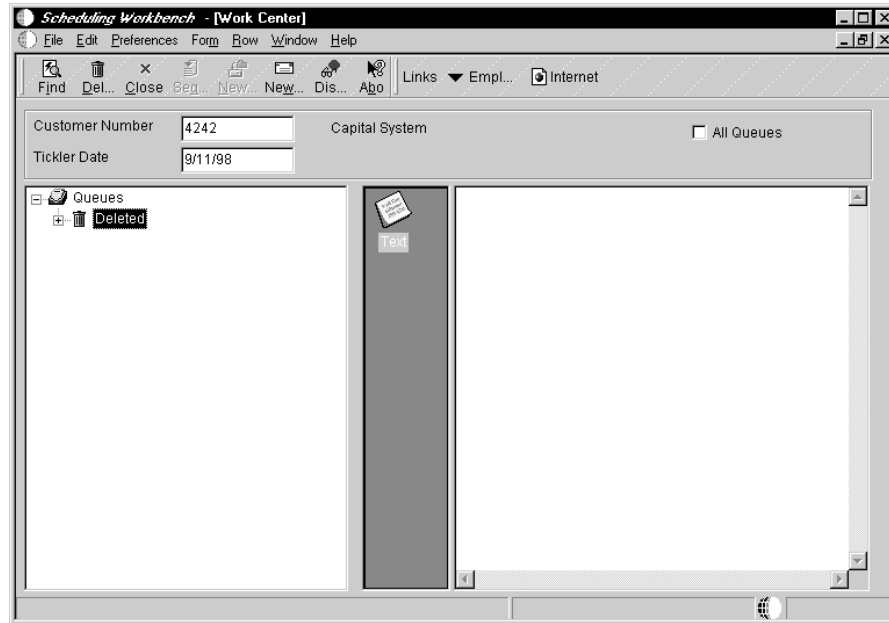 Scheduling Workbench - [Work Center]
File Edit Preferences Form Row Window Help
Find Del... Close Seq... New... New... Dis... Abo Links Empl... Internet
Customer Number 4242 Capital System All Queues
Tickler Date 9/11/98
Queues
Deleted
Text